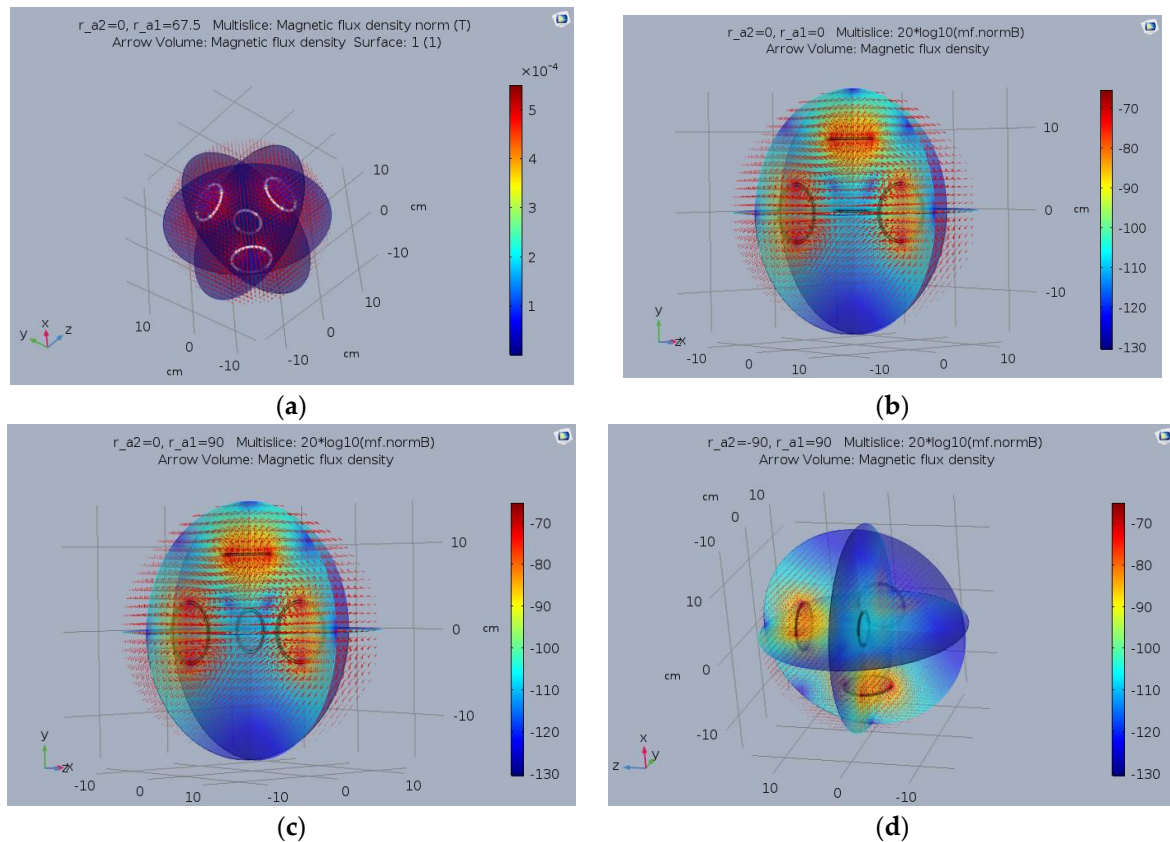 r_a2=0, r_a1=67.5 Multislice: Magnetic flux density norm (T)
Arrow Volume: Magnetic flux density Surface: 1 (1)
×10⁻⁴
5
4
3
2
1
10
0
-10
cm
10
0
-10
cm
10
0
-10
cm
y x z
(a)
r_a2=0, r_a1=0 Multislice: 20*log10(mf.normB)
Arrow Volume: Magnetic flux density
-70
-80
-90
-100
-110
-120
-130
10
0
cm
-10
-10
0
10
-10
0
10
cm
y
z x
(b)
r_a2=0, r_a1=90 Multislice: 20*log10(mf.normB)
Arrow Volume: Magnetic flux density
-70
-80
-90
-100
-110
-120
-130
10
0
cm
-10
-10
0
10
-10
0
10
cm
y
z x
(c)
r_a2=-90, r_a1=90 Multislice: 20*log10(mf.normB)
Arrow Volume: Magnetic flux density
-70
-80
-90
-100
-110
-120
-130
cm
10
0
-10
10
0
cm
-10
10
0
-10
cm
x
y
z
(d)